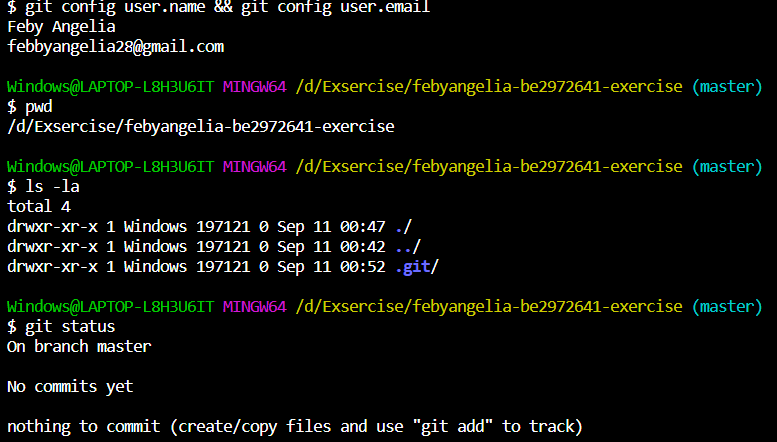 $ git config user.name && git config user.email
Feby Angelia
febbyangelia28@gmail.com
Windows@LAPTOP-L8H3U6IT MINGW64 /d/Exsercise/febyangelia-be2972641-exercise (master)
$ pwd
/d/Exsercise/febyangelia-be2972641-exercise
Windows@LAPTOP-L8H3U6IT MINGW64 /d/Exsercise/febyangelia-be2972641-exercise (master)
$ ls -la
total 4
drwxr-xr-x 1 Windows 197121 0 Sep 11 00:47 ./
drwxr-xr-x 1 Windows 197121 0 Sep 11 00:42 ../
drwxr-xr-x 1 Windows 197121 0 Sep 11 00:52 .git/
Windows@LAPTOP-L8H3U6IT MINGW64 /d/Exsercise/febyangelia-be2972641-exercise (master)
$ git status
On branch master
No commits yet
nothing to commit (create/copy files and use "git add" to track)